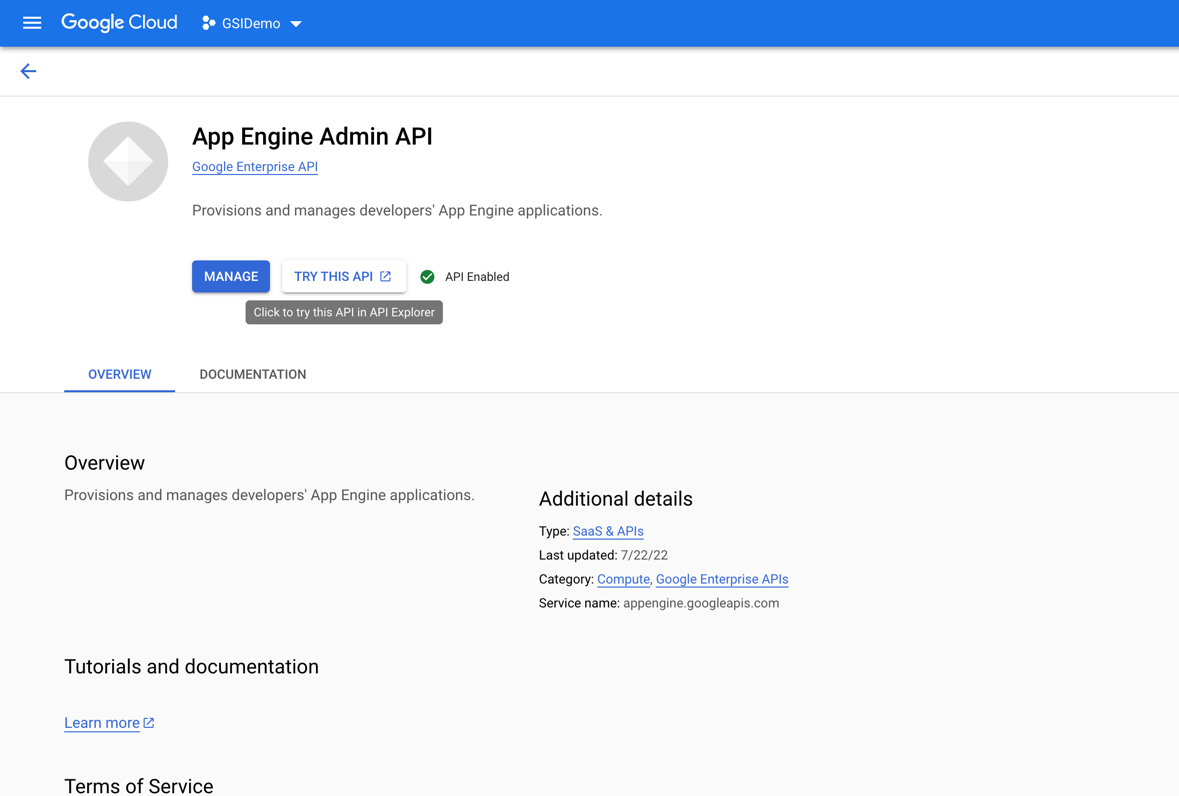 Google Cloud GSIDemo
App Engine Admin API
Google Enterprise API
Provisions and manages developers' App Engine applications.
MANAGE TRY THIS API API Enabled
Click to try this API in API Explorer
OVERVIEW DOCUMENTATION
Overview
Provisions and manages developers' App Engine applications.
Additional details
Type: SaaS & APIs
Last updated: 7/22/22
Category: Compute, Google Enterprise APIs
Service name: appengine.googleapis.com
Tutorials and documentation
Learn more
Terms of Service